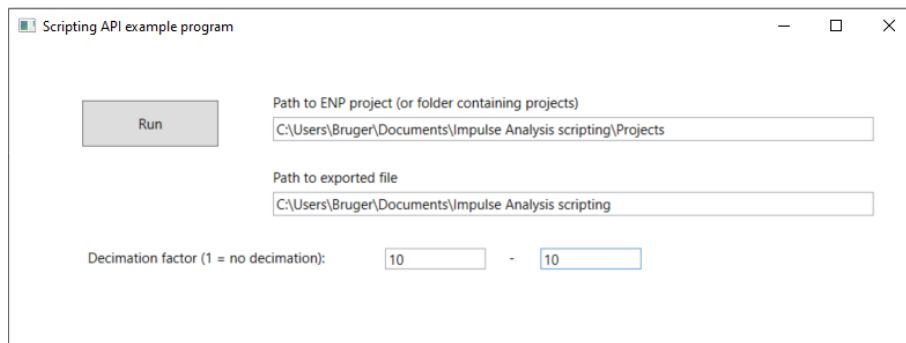 Scripting API example program
Path to ENP project (or folder containing projects)
Run
C:\Users\Bruger\Documents\Impulse Analysis scripting\Projects
Path to exported file
C:\Users\Bruger\Documents\Impulse Analysis scripting
Decimation factor (1 = no decimation): 10 - 10